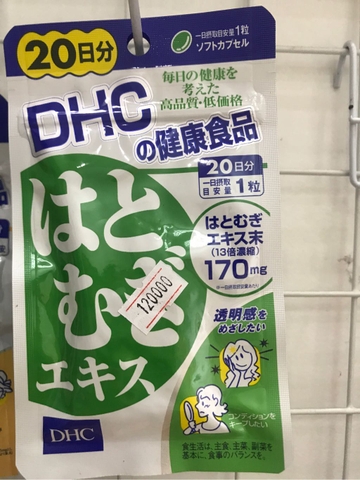 20日分
一日摂取目安量1粒
ソフトカプセル
毎日の健康を
考えた
高品質・低価格
DHC
の健康食品
20日分
一日摂取
目安量
1粒
はとむぎ
エキス
はとむぎ
エキス末
(13倍濃縮)
170mg
120000
透明感を
めざしたい
コンディションを
キープしたい
DHC
食生活は、主食、主菜、副菜を
基本に、食事のバランスを。